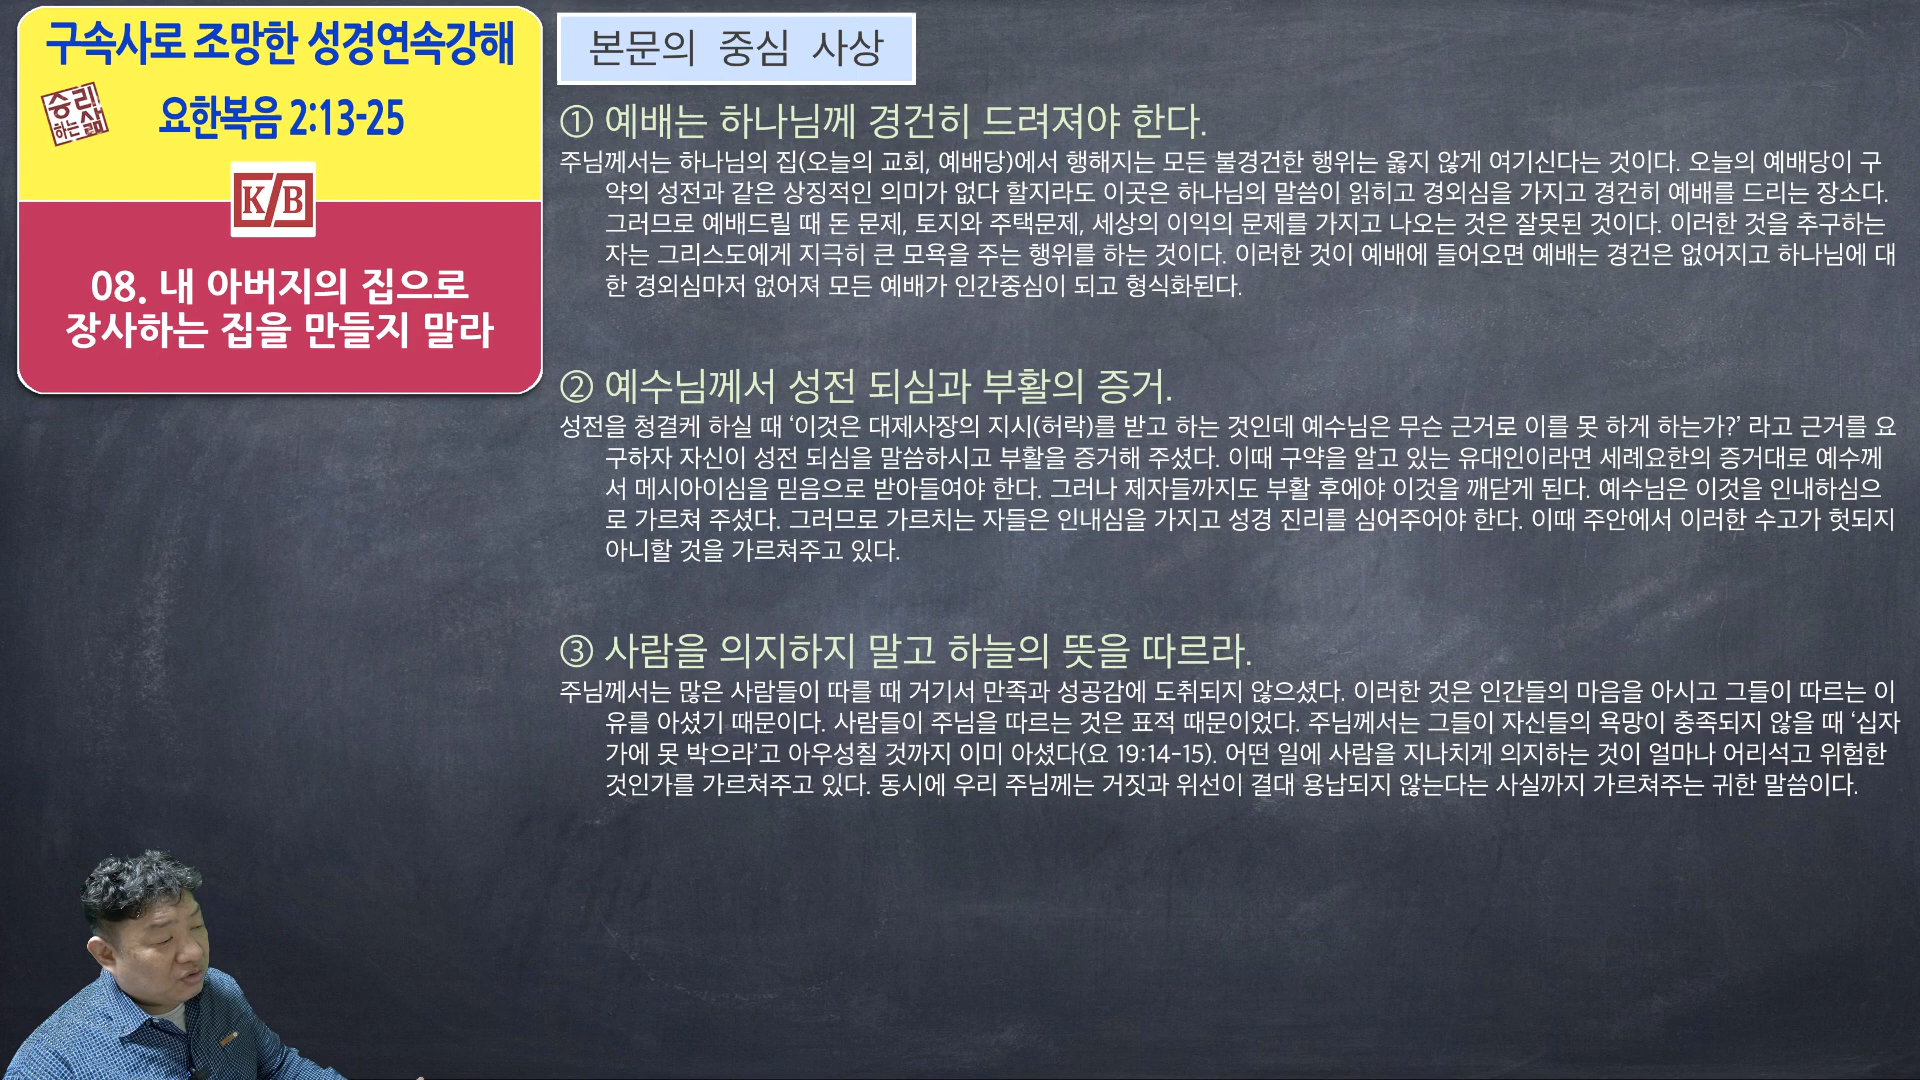 구속사로 조망한 성경연속강해
승리
하는 삶
요한복음 2:13-25
K/B
08. 내 아버지의 집으로
장사하는 집을 만들지 말라
본문의 중심 사상
① 예배는 하나님께 경건히 드려져야 한다.
주님께서는 하나님의 집(오늘의 교회, 예배당)에서 행해지는 모든 불경건한 행위는 옳지 않게 여기신다는 것이다. 오늘의 예배당이 구
약의 성전과 같은 상징적인 의미가 없다 할지라도 이곳은 하나님의 말씀이 읽히고 경외심을 가지고 경건히 예배를 드리는 장소다.
그러므로 예배드릴 때 돈 문제, 토지와 주택문제, 세상의 이익의 문제를 가지고 나오는 것은 잘못된 것이다. 이러한 것을 추구하는
자는 그리스도에게 지극히 큰 모욕을 주는 행위를 하는 것이다. 이러한 것이 예배에 들어오면 예배는 경건은 없어지고 하나님에 대
한 경외심마저 없어져 모든 예배가 인간중심이 되고 형식화된다.
② 예수님께서 성전 되심과 부활의 증거.
성전을 청결케 하실 때 ‘이것은 대제사장의 지시(허락)를 받고 하는 것인데 예수님은 무슨 근거로 이를 못 하게 하는가?’ 라고 근거를 요
구하자 자신이 성전 되심을 말씀하시고 부활을 증거해 주셨다. 이때 구약을 알고 있는 유대인이라면 세례요한의 증거대로 예수께
서 메시아이심을 믿음으로 받아들여야 한다. 그러나 제자들까지도 부활 후에야 이것을 깨닫게 된다. 예수님은 이것을 인내하심으
로 가르쳐 주셨다. 그러므로 가르치는 자들은 인내심을 가지고 성경 진리를 심어주어야 한다. 이때 주안에서 이러한 수고가 헛되지
아니할 것을 가르쳐주고 있다.
③ 사람을 의지하지 말고 하늘의 뜻을 따르라.
주님께서는 많은 사람들이 따를 때 거기서 만족과 성공감에 도취되지 않으셨다. 이러한 것은 인간들의 마음을 아시고 그들이 따르는 이
유를 아셨기 때문이다. 사람들이 주님을 따르는 것은 표적 때문이었다. 주님께서는 그들이 자신들의 욕망이 충족되지 않을 때 ‘십자
가에 못 박으라’고 아우성칠 것까지 이미 아셨다(요 19:14-15). 어떤 일에 사람을 지나치게 의지하는 것이 얼마나 어리석고 위험한
것인가를 가르쳐주고 있다. 동시에 우리 주님께는 거짓과 위선이 결대 용납되지 않는다는 사실까지 가르쳐주는 귀한 말씀이다.